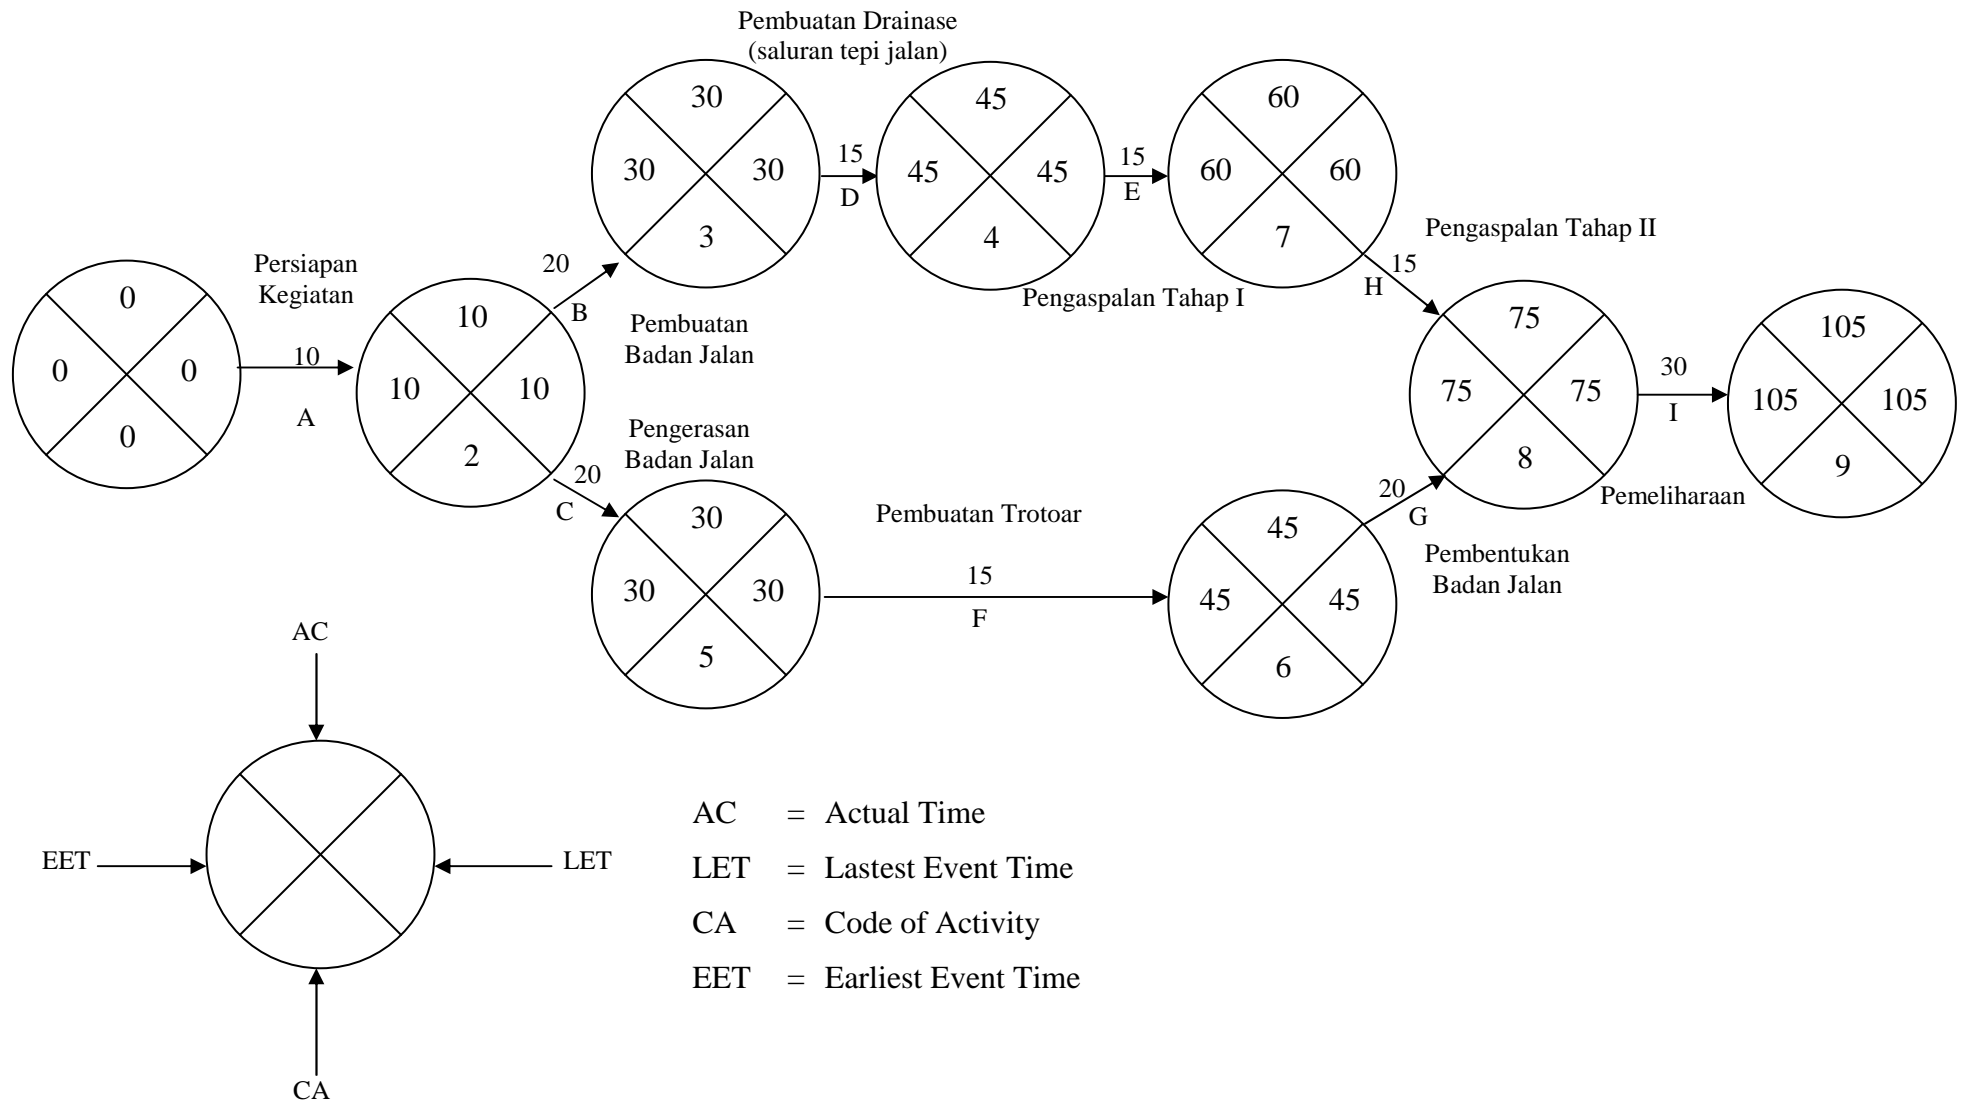 Pembuatan Drainase
(saluran tepi jalan)
30
30
30
3
15
D
45
45
45
4
15
E
60
60
60
7
Pengaspalan Tahap I
Pengaspalan Tahap II
15
H
0
0
0
0
Persiapan
Kegiatan
10
A
10
10
10
2
20
B
Pembuatan
Badan Jalan
Pengerasan
Badan Jalan
20
C
30
30
30
5
Pembuatan Trotoar
15
F
45
45
45
6
20
G
Pembentukan
Badan Jalan
75
75
75
8
30
I
Pemeliharaan
105
105
105
9
AC
EET
LET
CA
AC = Actual Time
LET = Lastest Event Time
CA = Code of Activity
EET = Earliest Event Time